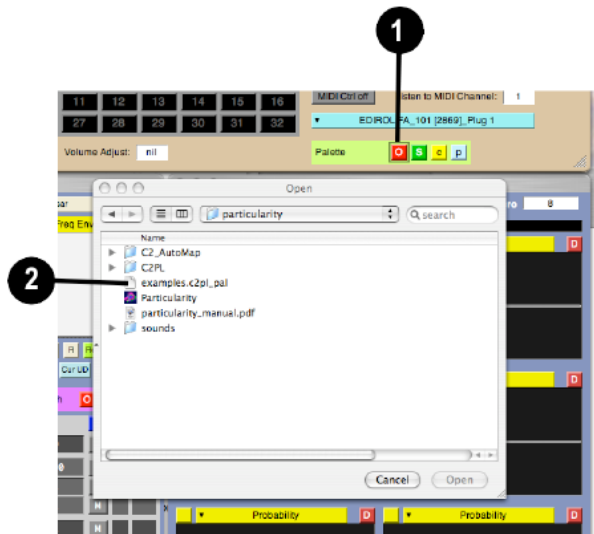 1
11 12 13 14 15 16 MIDI Ctrl off Listen to MIDI Channel: 1
27 28 29 30 31 32 EDIROL FA_101 [2869]_Plug 1
Volume Adjust: nil Palette O S c p
Open
particularity search
8
Freq Env
Name
D
C2_AutoMap
C2PL
2
examples.c2pl_pal
Particularity
particularity_manual.pdf
sounds
R
Cur UD
D
O
M
Cancel Open
Probability D Probability D
M